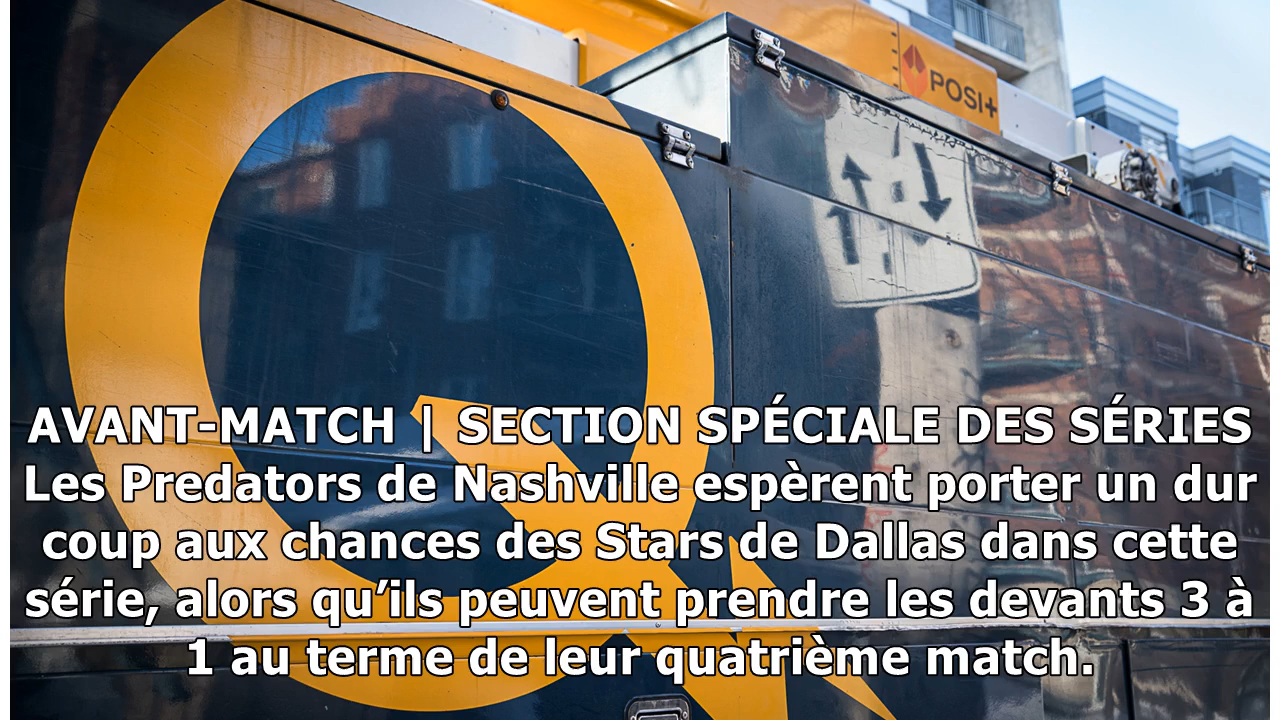 POSI+
AVANT-MATCH | SECTION SPÉCIALE DES SÉRIES
Les Predators de Nashville espèrent porter un dur
coup aux chances des Stars de Dallas dans cette
série, alors qu’ils peuvent prendre les devants 3 à
1 au terme de leur quatrième match.